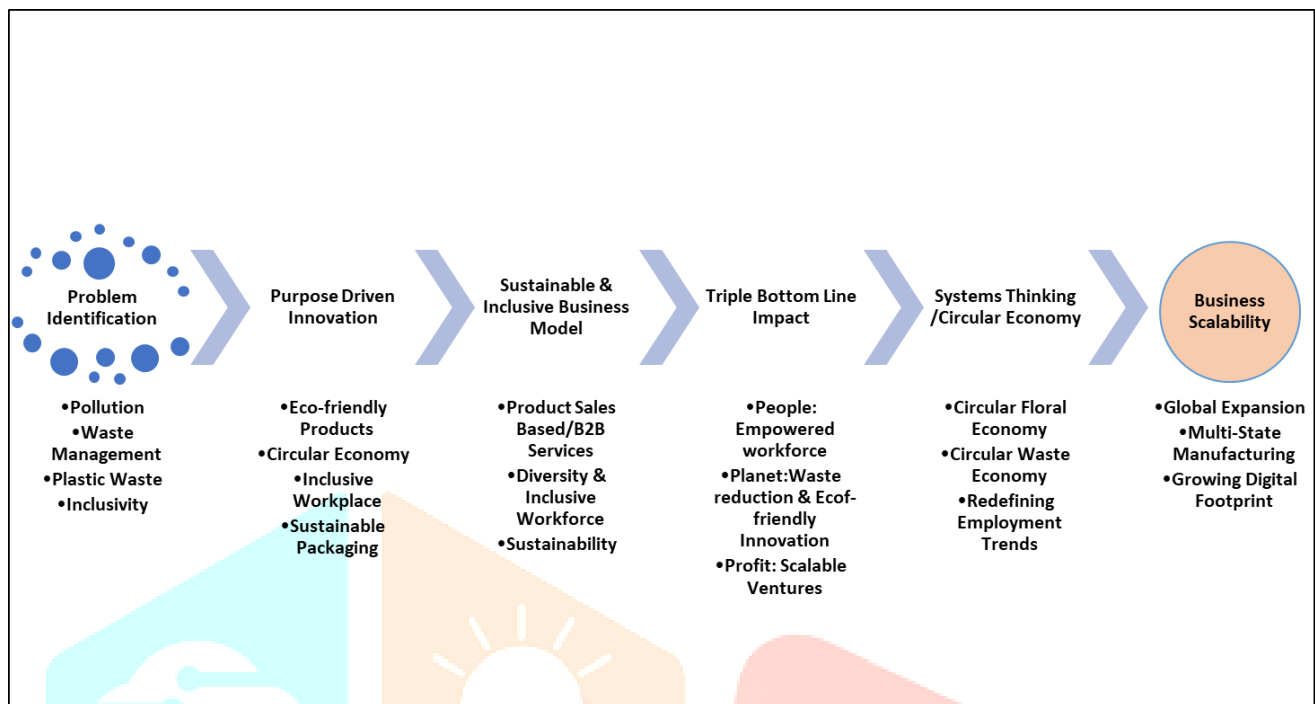 Problem
Identification
Purpose Driven
Innovation
Sustainable &
Inclusive Business
Model
Triple Bottom Line
Impact
Systems Thinking
/Circular Economy
Business
Scalability
•Pollution
•Waste
Management
•Plastic Waste
•Inclusivity
•Eco-friendly
Products
•Circular Economy
•Inclusive
Workplace
•Sustainable
Packaging
•Product Sales
Based/B2B
Services
•Diversity &
Inclusive
Workforce
•Sustainability
•People:
Empowered
workforce
•Planet:Waste
reduction & Ecof-
friendly
Innovation
•Profit: Scalable
Ventures
•Circular Floral
Economy
•Circular Waste
Economy
•Redefining
Employment
Trends
•Global Expansion
•Multi-State
Manufacturing
•Growing Digital
Footprint